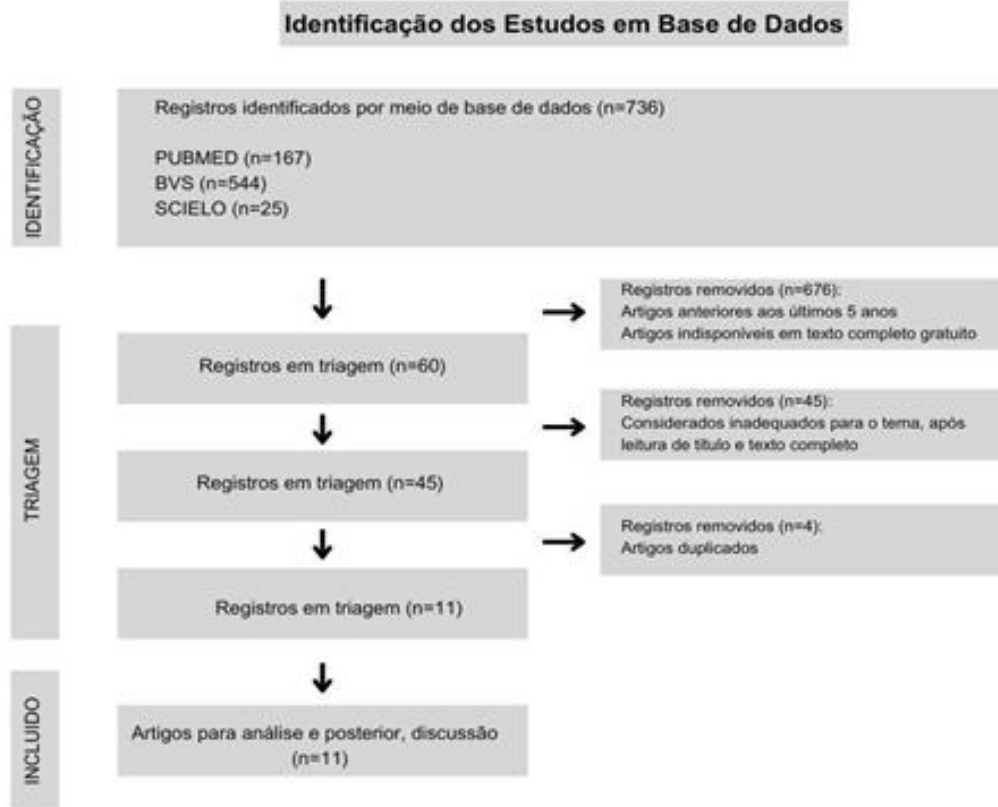 Identificação dos Estudos em Base de Dados
IDENTIFICAÇÃO
Registros identificados por meio de base de dados (n=736)
PUBMED (n=167)
BVS (n=544)
SCIELO (n=25)
Registros removidos (n=676):
Artigos anteriores aos últimos 5 anos
Artigos indisponíveis em texto completo gratuito
TRIAGEM
Registros em triagem (n=60)
Registros removidos (n=45):
Considerados inadequados para o tema, após
leitura de título e texto completo
Registros em triagem (n=45)
Registros removidos (n=4):
Artigos duplicados
Registros em triagem (n=11)
INCLUIDO
Artigos para análise e posterior, discussão
(n=11)